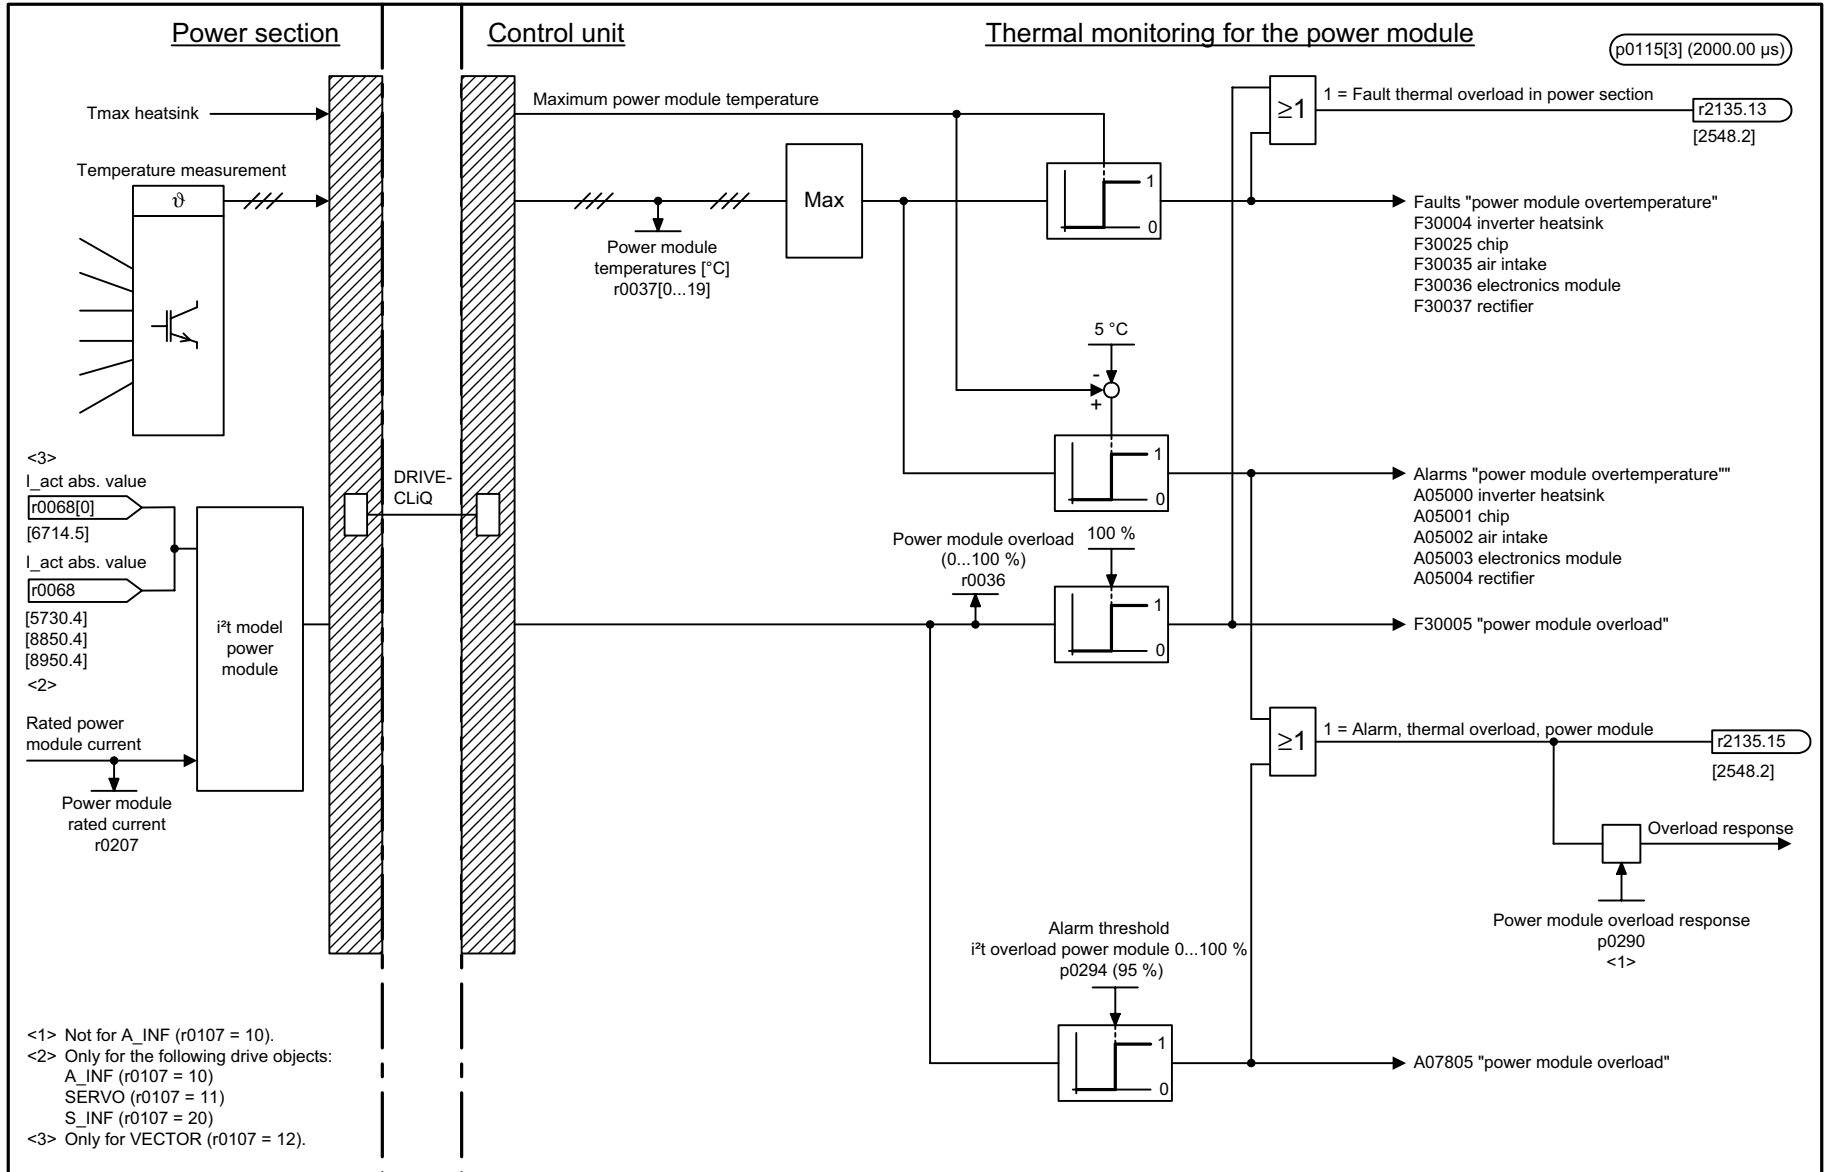 Power section
Control unit
Thermal monitoring for the power module
p0115[3] (2000.00 µs)
Tmax heatsink
Maximum power module temperature
≥1
1 = Fault thermal overload in power section
r2135.13
[2548.2]
Temperature measurement
ϑ
Max
1
0
Power module
temperatures [°C]
r0037[0...19]
Faults "power module overtemperature"
F30004 inverter heatsink
F30025 chip
F30035 air intake
F30036 electronics module
F30037 rectifier
5 °C
-
+
1
0
Alarms "power module overtemperature""
A05000 inverter heatsink
A05001 chip
A05002 air intake
A05003 electronics module
A05004 rectifier
<3>
I_act abs. value
r0068[0]
[6714.5]
I_act abs. value
r0068
[5730.4]
[8850.4]
[8950.4]
<2>
DRIVE-
CLiQ
i²t model
power
module
Rated power
module current
Power module
rated current
r0207
Power module overload
(0...100 %)
r0036
100 %
1
0
F30005 "power module overload"
≥1
1 = Alarm, thermal overload, power module
r2135.15
[2548.2]
Overload response
Power module overload response
p0290
<1>
Alarm threshold
i²t overload power module 0...100 %
p0294 (95 %)
1
0
A07805 "power module overload"
<1> Not for A_INF (r0107 = 10).
<2> Only for the following drive objects:
A_INF (r0107 = 10)
SERVO (r0107 = 11)
S_INF (r0107 = 20)
<3> Only for VECTOR (r0107 = 12).